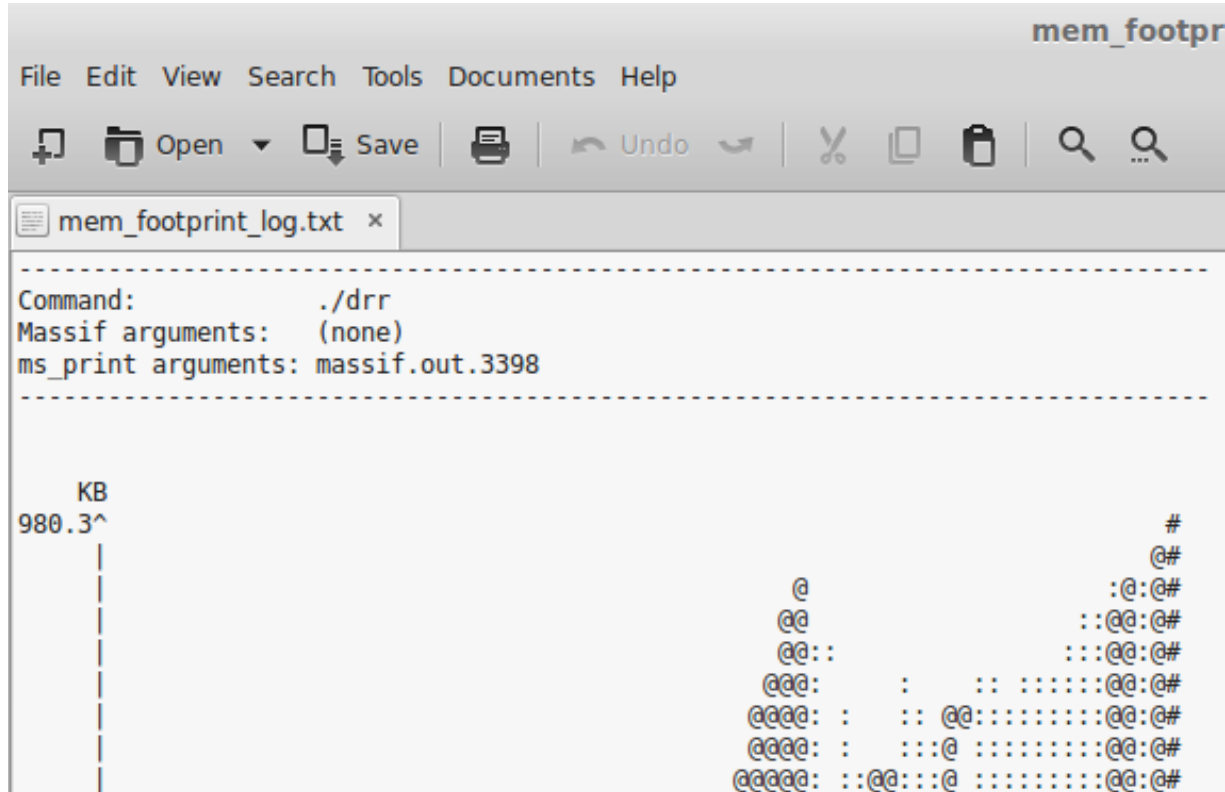 mem_footpr
File Edit View Search Tools Documents Help
Open Save Undo
mem_footprint_log.txt ×
--------------------------------------------------------------------------------
Command:            ./drr
Massif arguments:   (none)
ms_print arguments: massif.out.3398
--------------------------------------------------------------------------------
    KB
980.3^                                                                       #
     |                                                                      @#
     |                                              @                    :@:@#
     |                                             @@                  ::@@:@#
     |                                             @@::               :::@@:@#
     |                                            @@@:     :    :: ::::::@@:@#
     |                                           @@@@: :   :: @@:::::::::@@:@#
     |                                           @@@@: :   :::@ :::::::::@@:@#
     |                                          @@@@@: ::@@:::@ :::::::::@@:@#